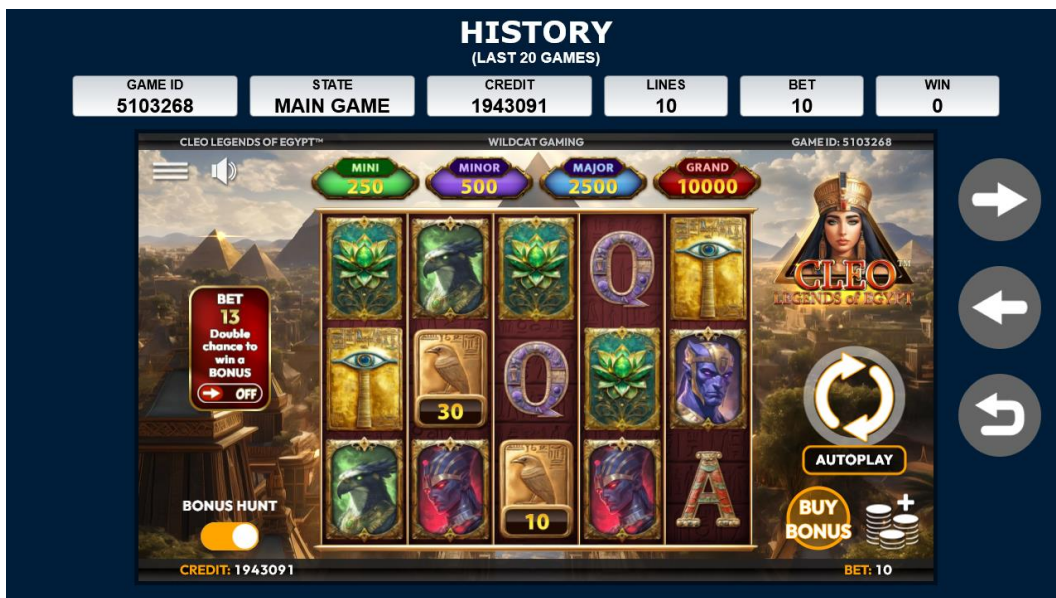 HISTORY
(LAST 20 GAMES)
GAME ID
5103268
STATE
MAIN GAME
CREDIT
1943091
LINES
10
BET
10
WIN
0
CLEO LEGENDS OF EGYPT™
WILDCAT GAMING
GAME ID: 5103268
MINI
250
MINOR
500
MAJOR
2500
GRAND
10000
Q
CLEO™
LEGENDS OF EGYPT
BET
13
Double
chance to
win a
BONUS
OFF
30
Q
AUTOPLAY
10
A
BONUS HUNT
BUY
BONUS
CREDIT: 1943091
BET: 10